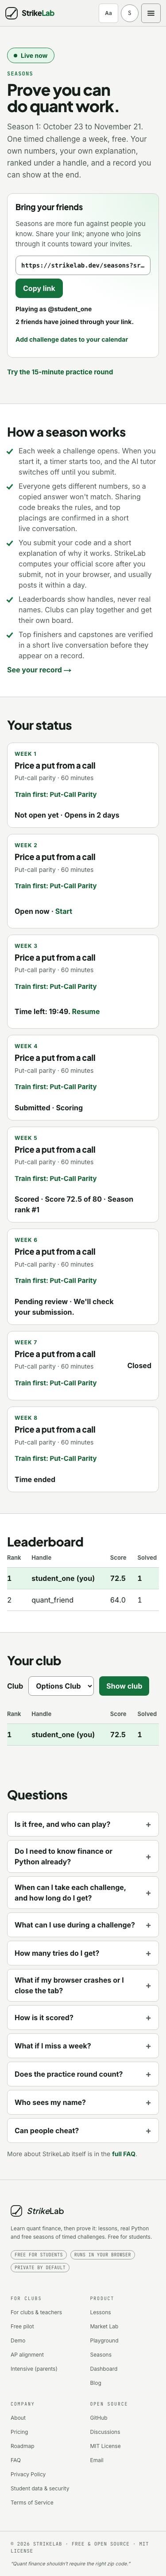 StrikeLab
Aa
S
Live now
SEASONS
Prove you can
do quant work.
Season 1: October 23 to November 27.
One timed challenge a week, free. Your
own numbers, your own explanation,
ranked under a handle, and a record you
can show at the end.
Bring your friends
Seasons are more fun against people you
know. Share your link; anyone who joins
through it counts toward your invites.
https://strikelab.dev/seasons?sr…
Copy link
Playing as @student_one
2 friends have joined through your link.
Add challenge dates to your calendar
Try the 15-minute practice round
How a season works
Each week a challenge opens. When you
start it, a timer starts too, and the AI tutor
switches off until you submit.
Everyone gets different numbers, so a
copied answer won't match. Sharing
code breaks the rules, and top
placings are confirmed in a short
live conversation.
You submit your code and a short
explanation of why it works. StrikeLab
computes your official score after you
submit, not your browser, and usually
posts it within a day.
Leaderboards show handles, never real
names. Clubs can play together and get
their own board.
Top finishers and capstones are verified
in a short live conversation before they
appear on a record.
See your record →
Your status
WEEK 1
Price a put from a call
Put-call parity · 60 minutes
Train first: Put-Call Parity
Not open yet · Opens in 2 days
WEEK 2
Price a put from a call
Put-call parity · 60 minutes
Train first: Put-Call Parity
Open now · Start
WEEK 3
Price a put from a call
Put-call parity · 60 minutes
Train first: Put-Call Parity
Time left: 19:49. Resume
WEEK 4
Price a put from a call
Put-call parity · 60 minutes
Train first: Put-Call Parity
Submitted · Scoring
WEEK 5
Price a put from a call
Put-call parity · 60 minutes
Train first: Put-Call Parity
Scored · Score 72.5 of 80 · Season
rank #1
WEEK 6
Price a put from a call
Put-call parity · 60 minutes
Train first: Put-Call Parity
Pending review · We'll check
your submission.
WEEK 7
Price a put from a call
Put-call parity · 60 minutes
Closed
Train first: Put-Call Parity
WEEK 8
Price a put from a call
Put-call parity · 60 minutes
Train first: Put-Call Parity
Time ended
Leaderboard
Rank Handle Score Solved
1 student_one (you) 72.5 1
2 quant_friend 64.0 1
Your club
Club Options Club Show club
Rank Handle Score Solved
1 student_one (you) 72.5 1
Questions
Is it free, and who can play? +
Do I need to know finance or
Python already? +
When can I take each challenge,
and how long do I get? +
What can I use during a challenge? +
How many tries do I get? +
What if my browser crashes or I
close the tab? +
How is it scored? +
What if I miss a week? +
Does the practice round count? +
Who sees my name? +
Can people cheat? +
More about StrikeLab itself is in the full FAQ.
StrikeLab
Learn quant finance, then prove it: lessons, real Python
and seasons of timed challenges. Free for students.
FREE FOR STUDENTS RUNS IN YOUR BROWSER
PRIVATE BY DEFAULT
FOR CLUBS
For clubs & teachers
Free pilot
Demo
AP alignment
Intensive (parents)
PRODUCT
Lessons
Market Lab
Playground
Seasons
Dashboard
Blog
COMPANY
About
Pricing
Roadmap
FAQ
Privacy Policy
Student data & security
Terms of Service
OPEN SOURCE
GitHub
Discussions
MIT License
Email
© 2026 STRIKELAB · FREE & OPEN SOURCE · MIT
LICENSE
"Quant finance shouldn't require the right zip code."